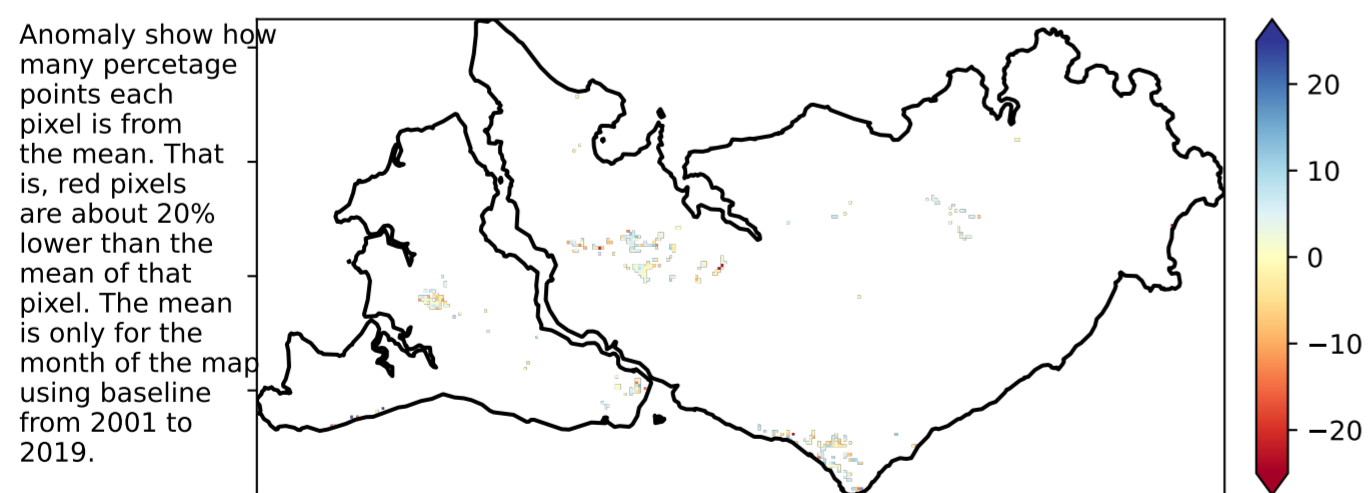 Anomaly show how
many percetage
points each
pixel is from
the mean. That
is, red pixels
are about 20%
lower than the
mean of that
pixel. The mean
is only for the
month of the map
using baseline
from 2001 to
2019.
20
10
0
−10
−20